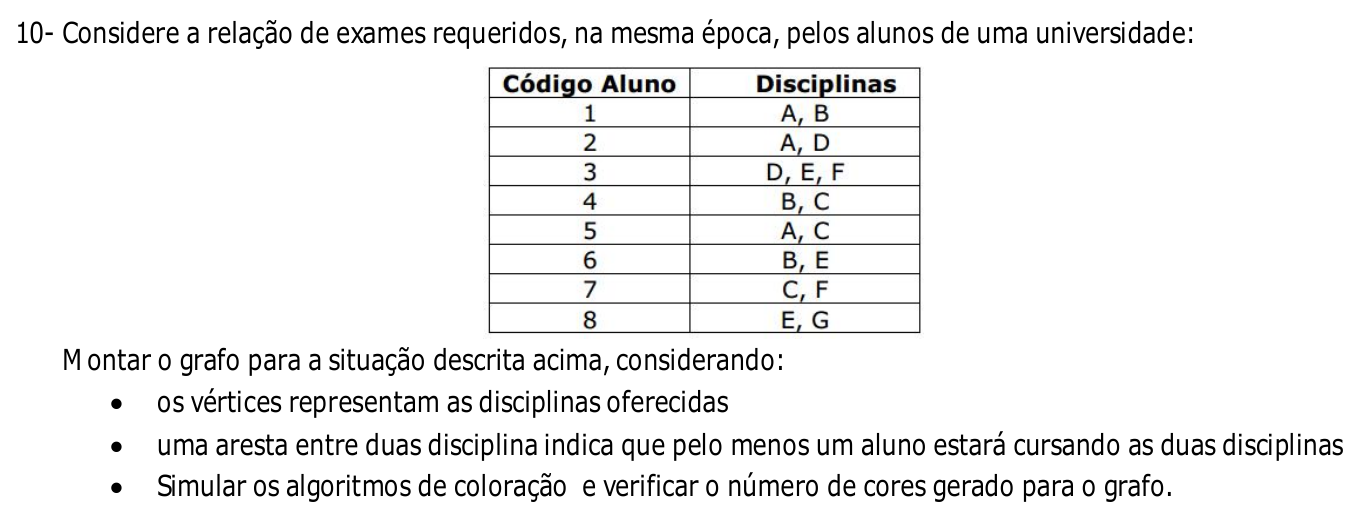 10- Considere a relação de exames requeridos, na mesma época, pelos alunos de uma universidade:
Código Aluno Disciplinas
1 A, B
2 A, D
3 D, E, F
4 B, C
5 A, C
6 B, E
7 C, F
8 E, G
Montar o grafo para a situação descrita acima, considerando:
• os vértices representam as disciplinas oferecidas
• uma aresta entre duas disciplina indica que pelo menos um aluno estará cursando as duas disciplinas
• Simular os algoritmos de coloração e verificar o número de cores gerado para o grafo.